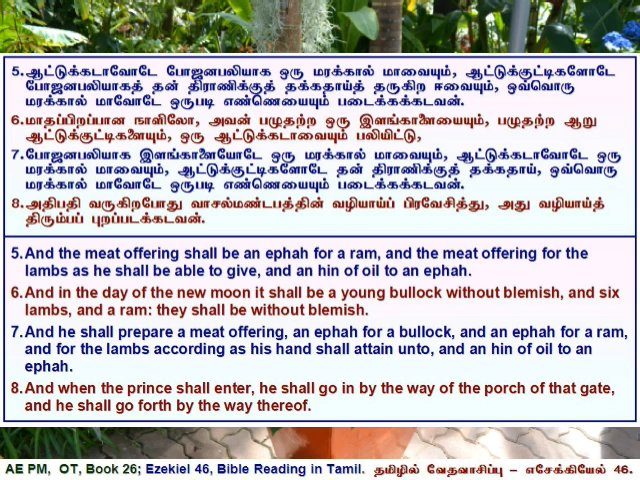 5.ஆட்டுக்கடாவோடே போஜனபலியாக ஒரு மரக்கால் மாவையும், ஆட்டுக்குட்டிகளோடே
போஜனபலியாகத் தன் திராணிக்குத் தக்கதாய்த் தருகிற ஈவையும், ஒவ்வொரு
மரக்கால் மாவோடே ஒருபடி எண்ணெயையும் படைக்கக்கடவன்.
6.மாதப்பிறப்பான நாளிலோ, அவன் பழுதற்ற ஒரு இளங்காளையையும், பழுதற்ற ஆறு
ஆட்டுக்குட்டிகளையும், ஒரு ஆட்டுக்கடாவையும் பலியிட்டு,
7.போஜனபலியாக இளங்காளையோடே ஒரு மரக்கால் மாவையும், ஆட்டுக்கடாவோடே ஒரு
மரக்கால் மாவையும், ஆட்டுக்குட்டிகளோடே தன் திராணிக்குத் தக்கதாய், ஒவ்வொரு
மரக்கால் மாவோடே ஒருபடி எண்ணெயையும் படைக்கக்கடவன்.
8.அதிபதி வருகிறபோது வாசல்மண்டபத்தின் வழியாய்ப் பிரவேசித்து, அது வழியாய்த்
திரும்பப் புறப்படக்கடவன்.
5.And the meat offering shall be an ephah for a ram, and the meat offering for the
lambs as he shall be able to give, and an hin of oil to an ephah.
6.And in the day of the new moon it shall be a young bullock without blemish, and six
lambs, and a ram: they shall be without blemish.
7.And he shall prepare a meat offering, an ephah for a bullock, and an ephah for a ram,
and for the lambs according as his hand shall attain unto, and an hin of oil to an
ephah.
8.And when the prince shall enter, he shall go in by the way of the porch of that gate,
and he shall go forth by the way thereof.
AE PM, OT, Book 26; Ezekiel 46, Bible Reading in Tamil. தமிழில் வேதவாசிப்பு – எசேக்கியேல் 46.